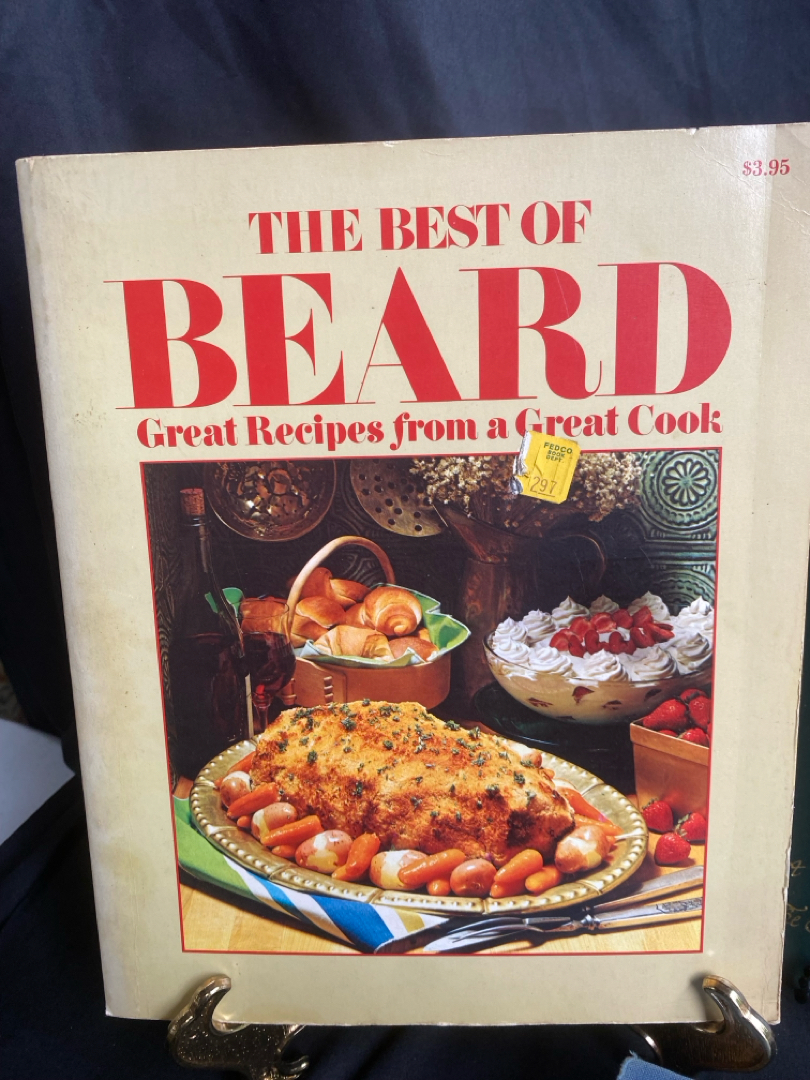 $3.95
THE BEST OF
BEARD
Great Recipes from a Great Cook
FEDCO
BOOK
DEPT
297